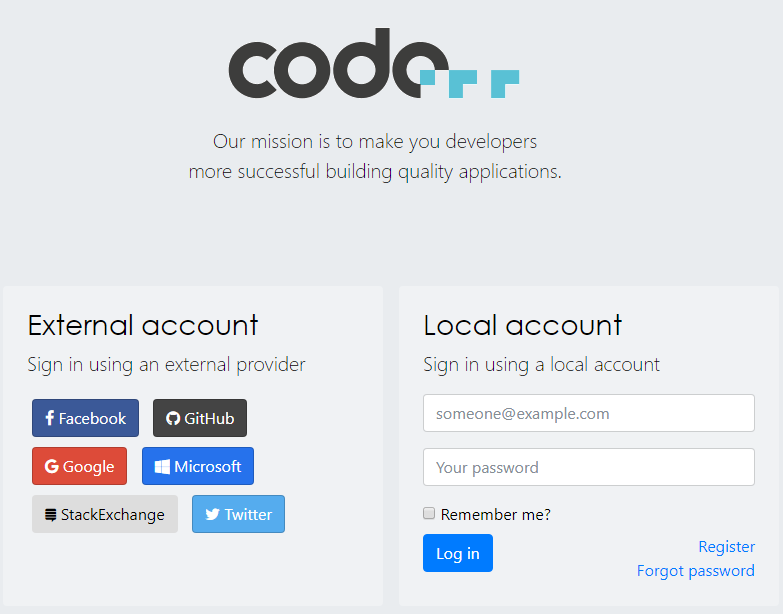 code
Our mission is to make you developers
more successful building quality applications.
External account
Sign in using an external provider
Facebook
GitHub
Google
Microsoft
StackExchange
Twitter
Local account
Sign in using a local account
someone@example.com
Your password
Remember me?
Log in
Register
Forgot password